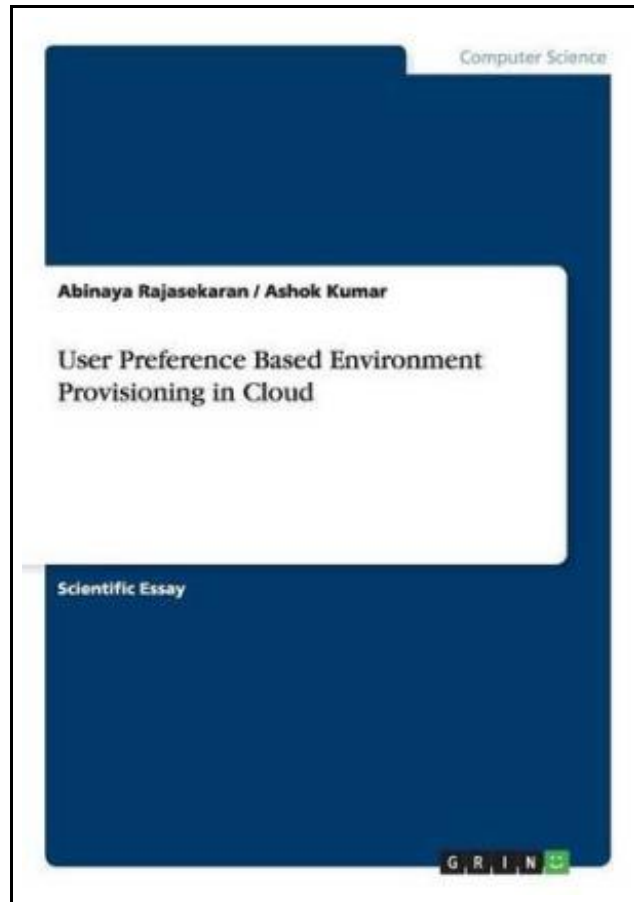 Computer Science
Abinaya Rajasekaran / Ashok Kumar
User Preference Based Environment
Provisioning in Cloud
Scientific Essay
GRIN